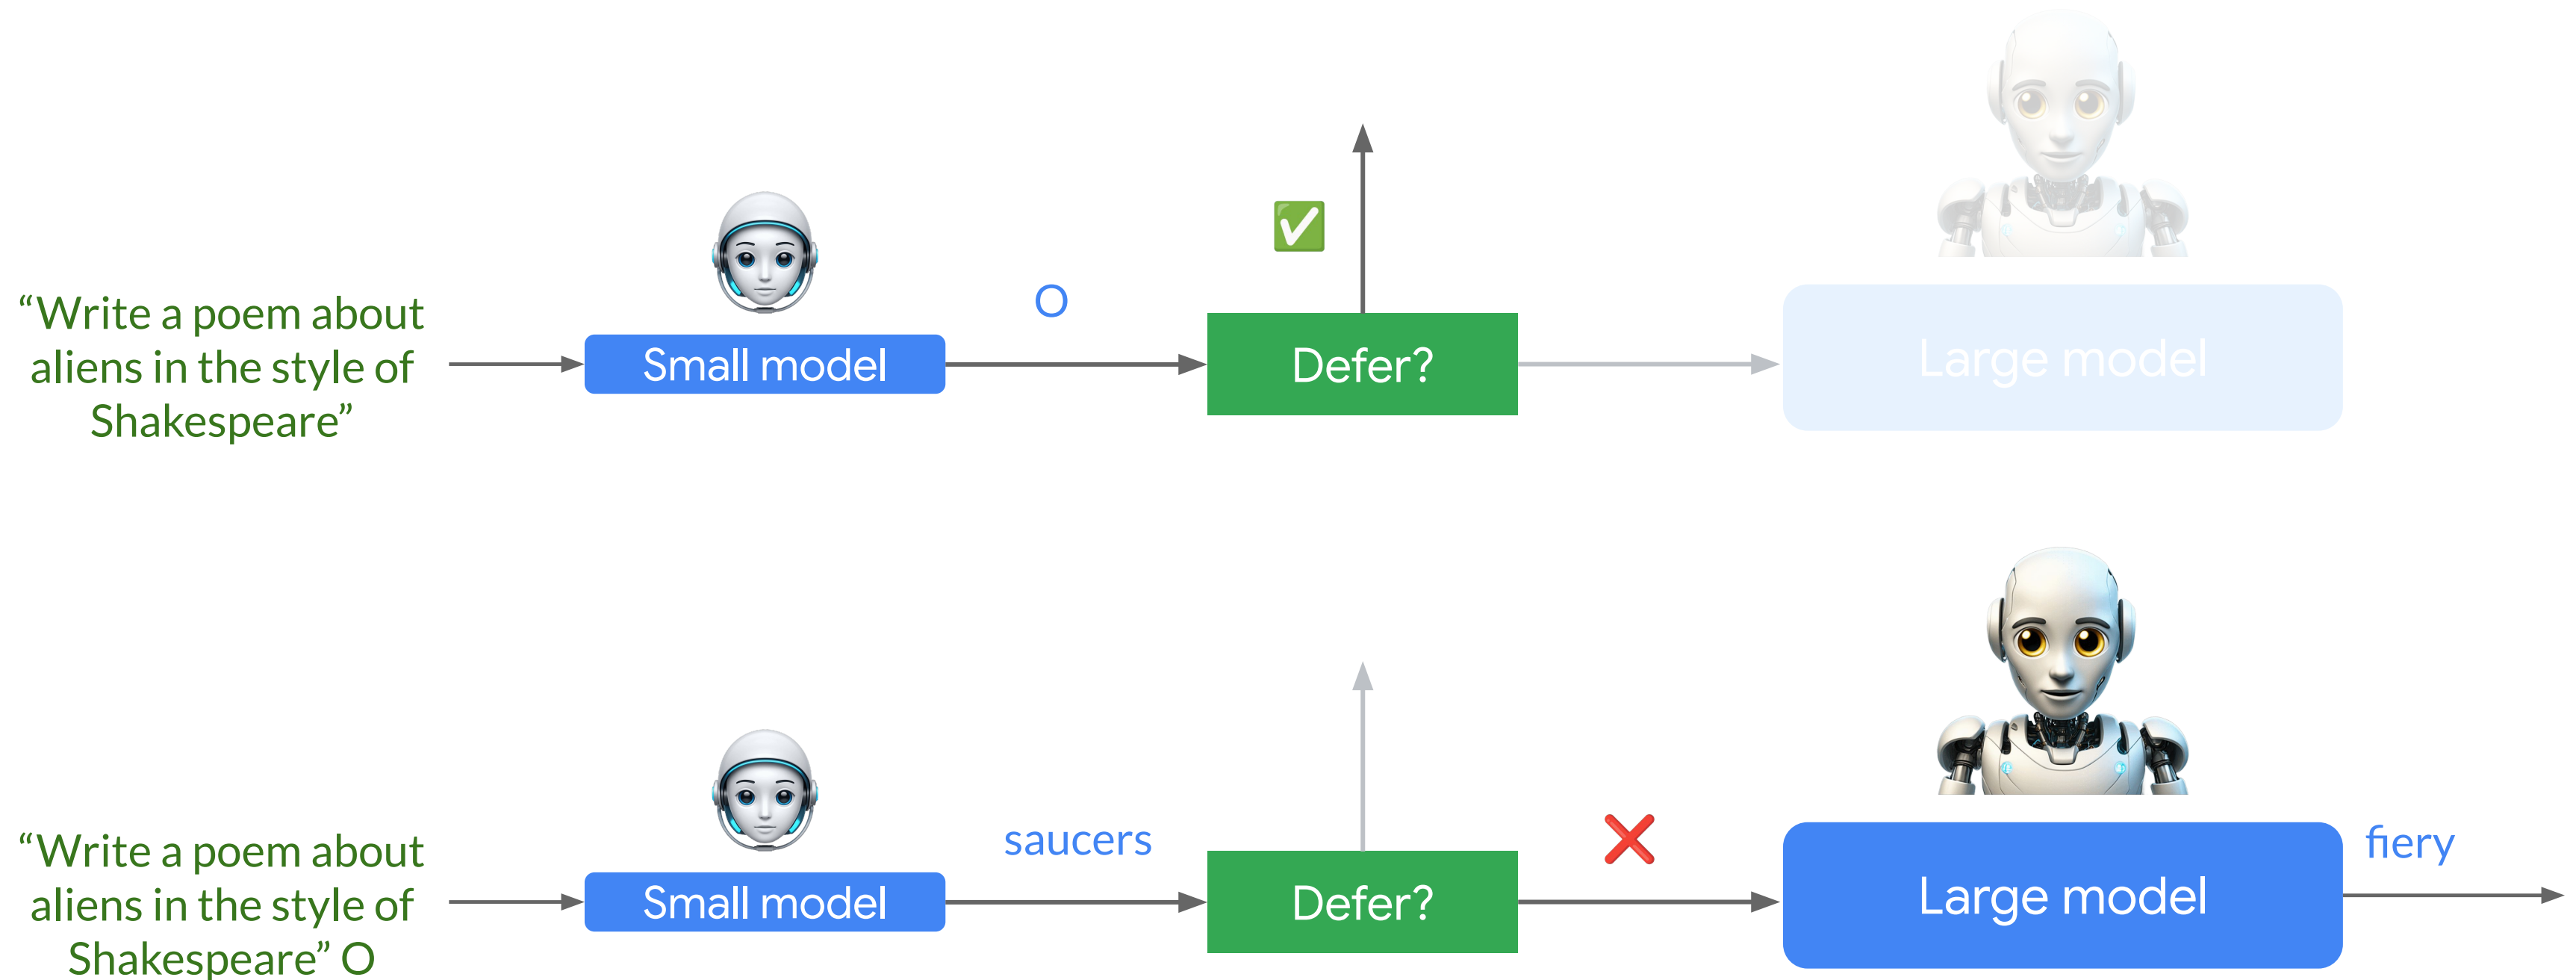 “Write a poem about
aliens in the style of
Shakespeare”
Small model
O
Defer?
Large model
“Write a poem about
aliens in the style of
Shakespeare” O
Small model
saucers
Defer?
Large model
fiery